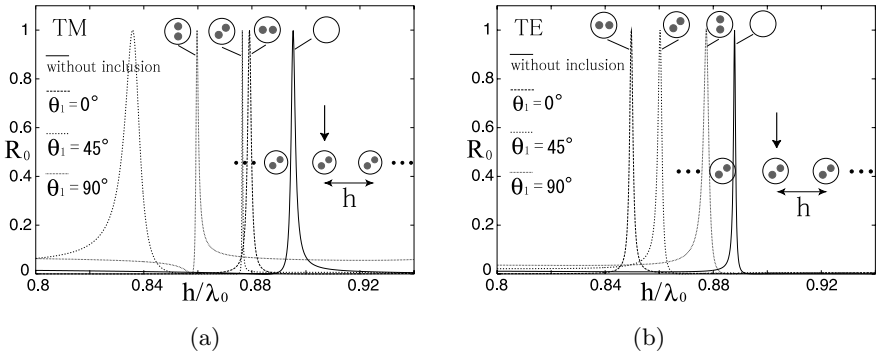 TM
1
without inclusion
0.8
θ₁ = 0°
0.6
θ₁ = 45°
R₀
0.4
θ₁ = 90°
h
0.2
0
0.8
0.84
h/λ₀
0.88
0.92
(a)
TE
1
without inclusion
0.8
θ₁ = 0°
0.6
θ₁ = 45°
R₀
0.4
θ₁ = 90°
h
0.2
0
0.8
0.84
h/λ₀
0.88
0.92
(b)